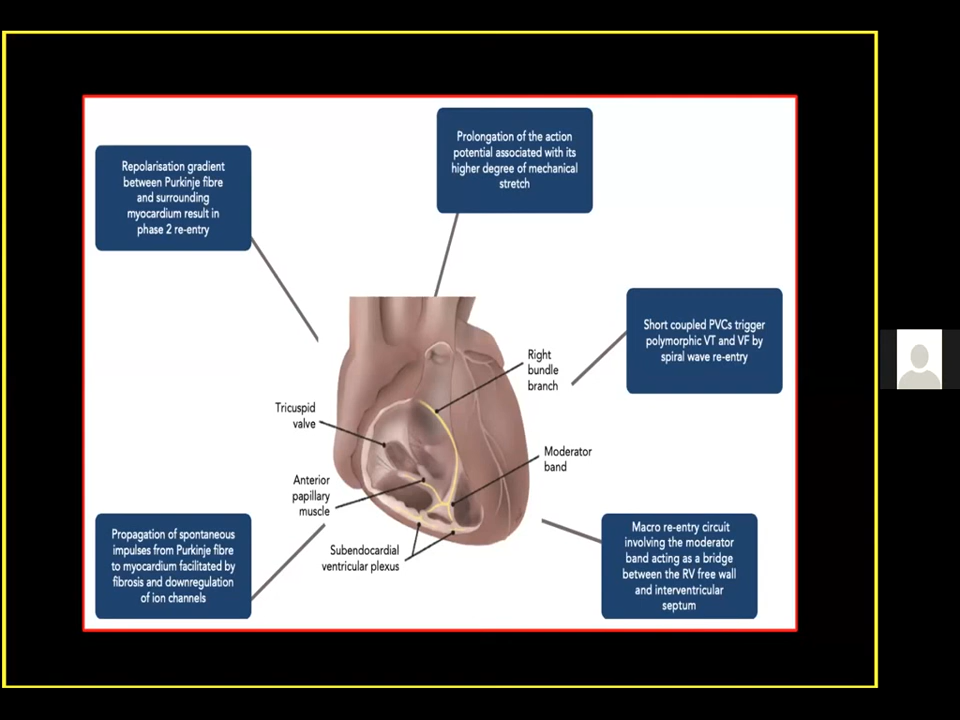 Prolongation of the action
potential associated with its
higher degree of mechanical
stretch
Repolarisation gradient
between Purkinje fibre
and surrounding
myocardium result in
phase 2 re-entry
Short coupled PVCs trigger
polymorphic VT and VF by
spiral wave re-entry
Right
bundle
branch
Tricuspid
valve
Moderator
band
Anterior
papillary
muscle
Subendocardial
ventricular plexus
Propagation of spontaneous
impulses from Purkinje fibre
to myocardium facilitated by
fibrosis and downregulation
of ion channels
Macro re-entry circuit
involving the moderator
band acting as a bridge
between the RV free wall
and interventricular
septum